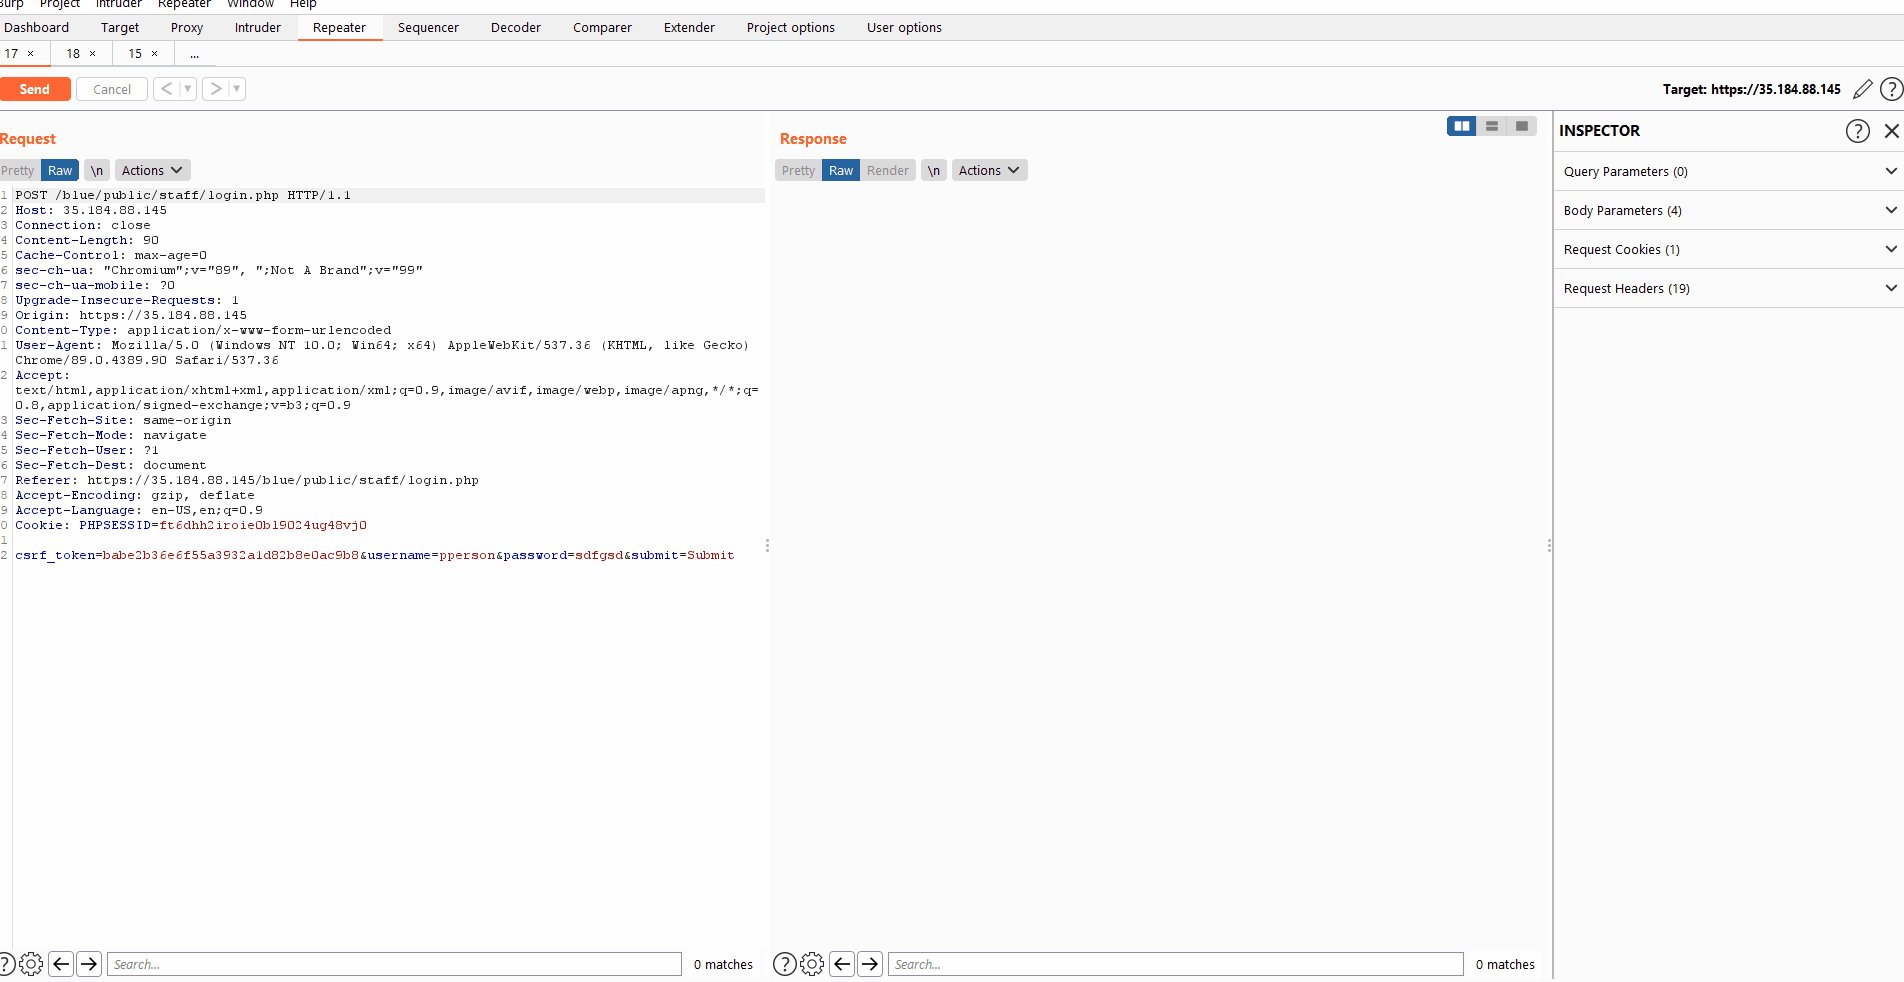 Burp Project Intruder Repeater Window Help
Dashboard Target Proxy Intruder Repeater Sequencer Decoder Comparer Extender Project options User options
17 × 18 × 15 × ...
Send Cancel < ▼ > ▼ Target: https://35.184.88.145 ?
Request
Pretty Raw \n Actions
1 POST /blue/public/staff/login.php HTTP/1.1
2 Host: 35.184.88.145
3 Connection: close
4 Content-Length: 90
5 Cache-Control: max-age=0
6 sec-ch-ua: "Chromium";v="89", ";Not A Brand";v="99"
7 sec-ch-ua-mobile: ?0
8 Upgrade-Insecure-Requests: 1
9 Origin: https://35.184.88.145
0 Content-Type: application/x-www-form-urlencoded
1 User-Agent: Mozilla/5.0 (Windows NT 10.0; Win64; x64) AppleWebKit/537.36 (KHTML, like Gecko)
Chrome/89.0.4389.90 Safari/537.36
2 Accept:
text/html,application/xhtml+xml,application/xml;q=0.9,image/avif,image/webp,image/apng,*/*;q=
0.8,application/signed-exchange;v=b3;q=0.9
3 Sec-Fetch-Site: same-origin
4 Sec-Fetch-Mode: navigate
5 Sec-Fetch-User: ?1
6 Sec-Fetch-Dest: document
7 Referer: https://35.184.88.145/blue/public/staff/login.php
8 Accept-Encoding: gzip, deflate
9 Accept-Language: en-US,en;q=0.9
0 Cookie: PHPSESSID=ft6dhh2iroie0bl9024ug48vj0
1
2 csrf_token=babe2b36e6f55a3932a1d82b8e0ac9b8&username=pperson&password=sdfgsd&submit=Submit
? Search... 0 matches
Response
Pretty Raw Render \n Actions
? Search... 0 matches
INSPECTOR ?
Query Parameters (0)
Body Parameters (4)
Request Cookies (1)
Request Headers (19)